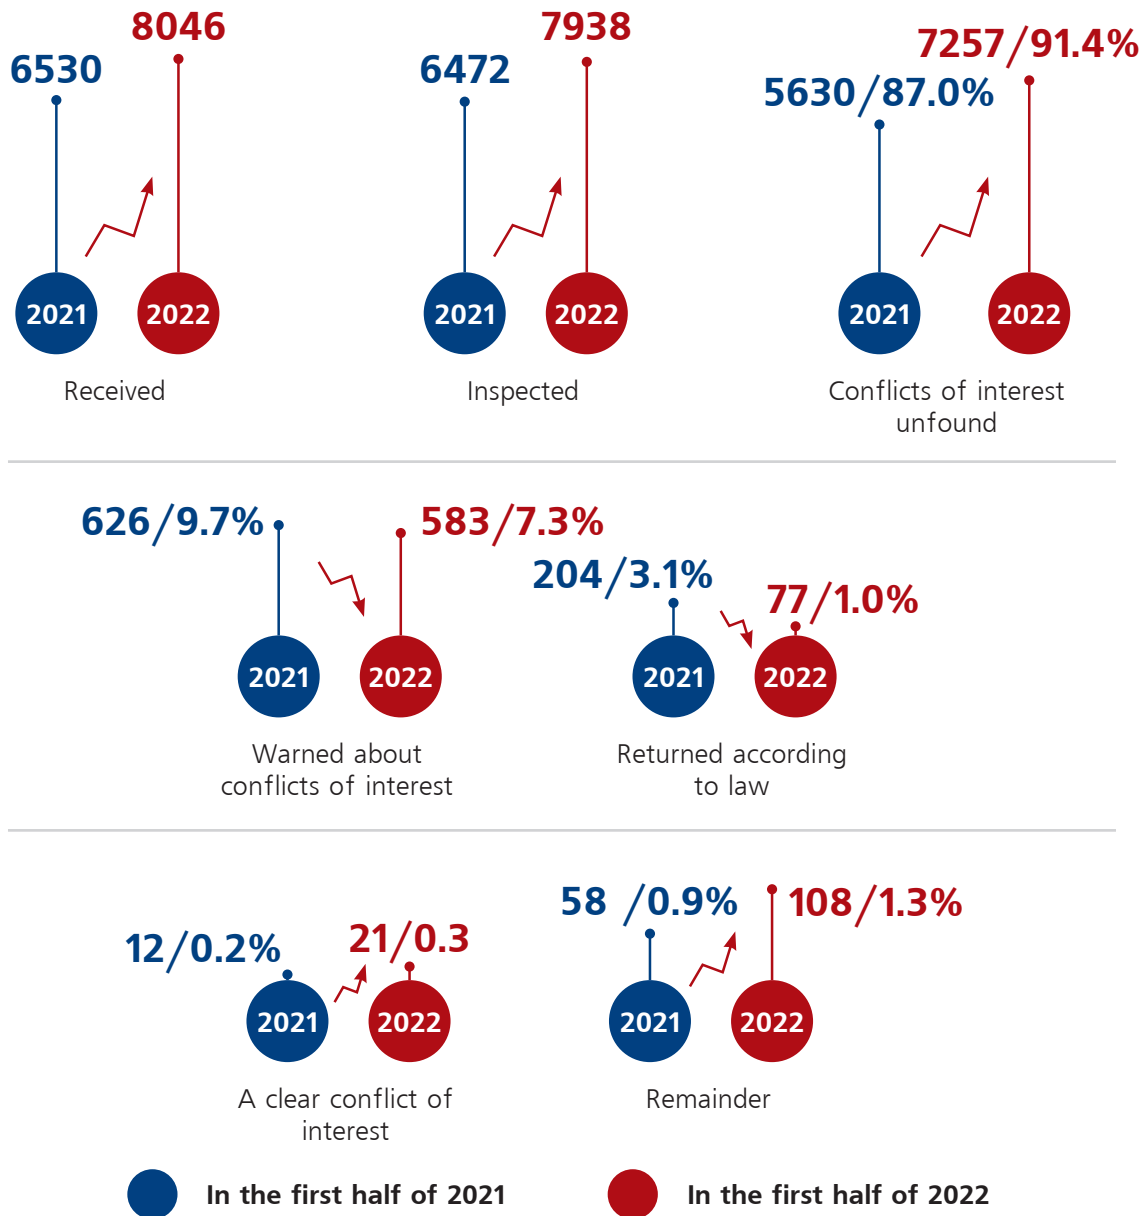 6530
8046
2021
2022
Received
6472
7938
2021
2022
Inspected
5630/87.0%
7257/91.4%
2021
2022
Conflicts of interest
unfound
626/9.7%
583/7.3%
2021
2022
Warned about
conflicts of interest
204/3.1%
77/1.0%
2021
2022
Returned according
to law
12/0.2%
21/0.3
2021
2022
A clear conflict of
interest
58 /0.9%
108/1.3%
2021
2022
Remainder
In the first half of 2021
In the first half of 2022